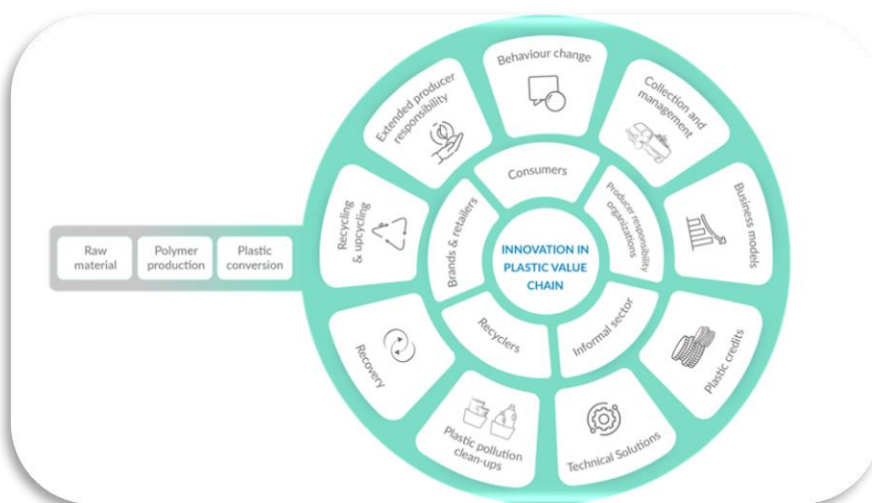 Behaviour change
Collection and
management
Business models
Plastic credits
Technical Solutions
Plastic pollution
clean-ups
Recovery
Recycling
& upcycling
Extended producer
responsibility
Consumers
Producer responsibility
organizations
Informal sector
Recyclers
Brands & retailers
INNOVATION IN
PLASTIC VALUE
CHAIN
Raw
material
Polymer
production
Plastic
conversion